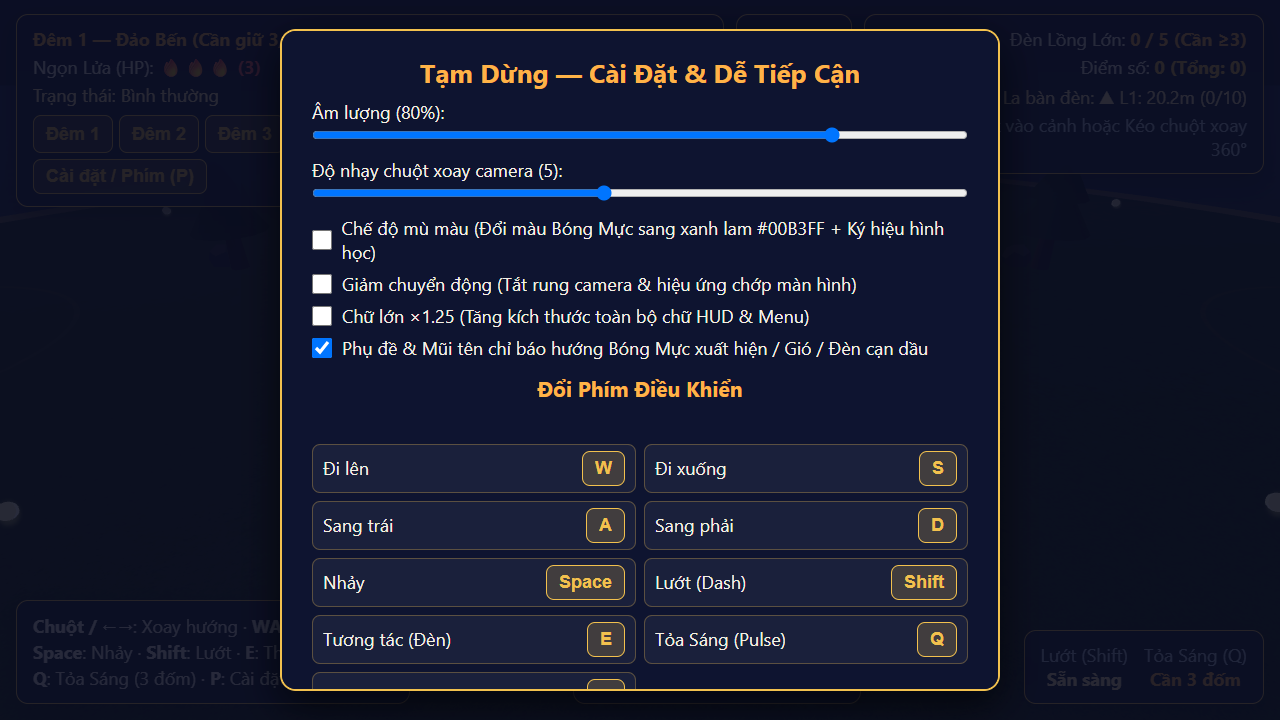 Đêm 1 — Đảo Bến (Cần giữ 3
Ngọn Lửa (HP): 🔥 🔥 🔥 (3)
Trạng thái: Bình thường
Đêm 1 Đêm 2 Đêm 3
Cài đặt / Phím (P)
Đèn Lồng Lớn: 0 / 5 (Cần ≥3)
Điểm số: 0 (Tổng: 0)
La bàn đèn: ▲ L1: 20.2m (0/10)
vào cảnh hoặc Kéo chuột xoay
360°
Tạm Dừng — Cài Đặt & Dễ Tiếp Cận
Âm lượng (80%):
Độ nhạy chuột xoay camera (5):
Chế độ mù màu (Đổi màu Bóng Mực sang xanh lam #00B3FF + Ký hiệu hình
học)
Giảm chuyển động (Tắt rung camera & hiệu ứng chớp màn hình)
Chữ lớn ×1.25 (Tăng kích thước toàn bộ chữ HUD & Menu)
Phụ đề & Mũi tên chỉ báo hướng Bóng Mực xuất hiện / Gió / Đèn cạn dầu
Đổi Phím Điều Khiển
Đi lên W
Đi xuống S
Sang trái A
Sang phải D
Nhảy Space
Lướt (Dash) Shift
Tương tác (Đèn) E
Tỏa Sáng (Pulse) Q
Chuột / ←→: Xoay hướng · WA
Space: Nhảy · Shift: Lướt · E: Th
Q: Tỏa Sáng (3 đốm) · P: Cài đặ
Lướt (Shift) Tỏa Sáng (Q)
Sẵn sàng Cần 3 đốm